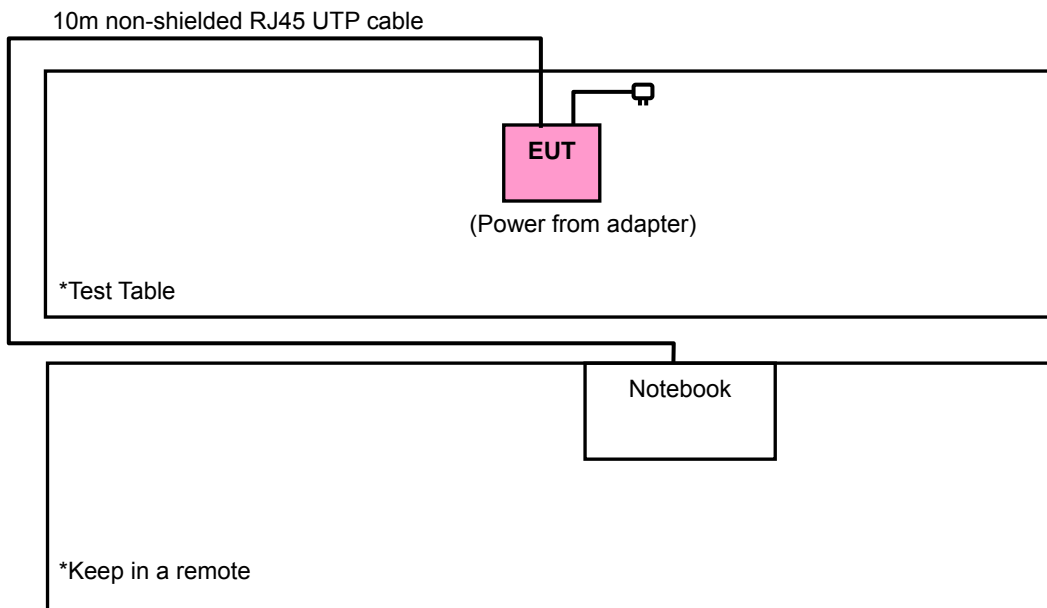 10m non-shielded RJ45 UTP cable
EUT
(Power from adapter)
*Test Table
Notebook
*Keep in a remote